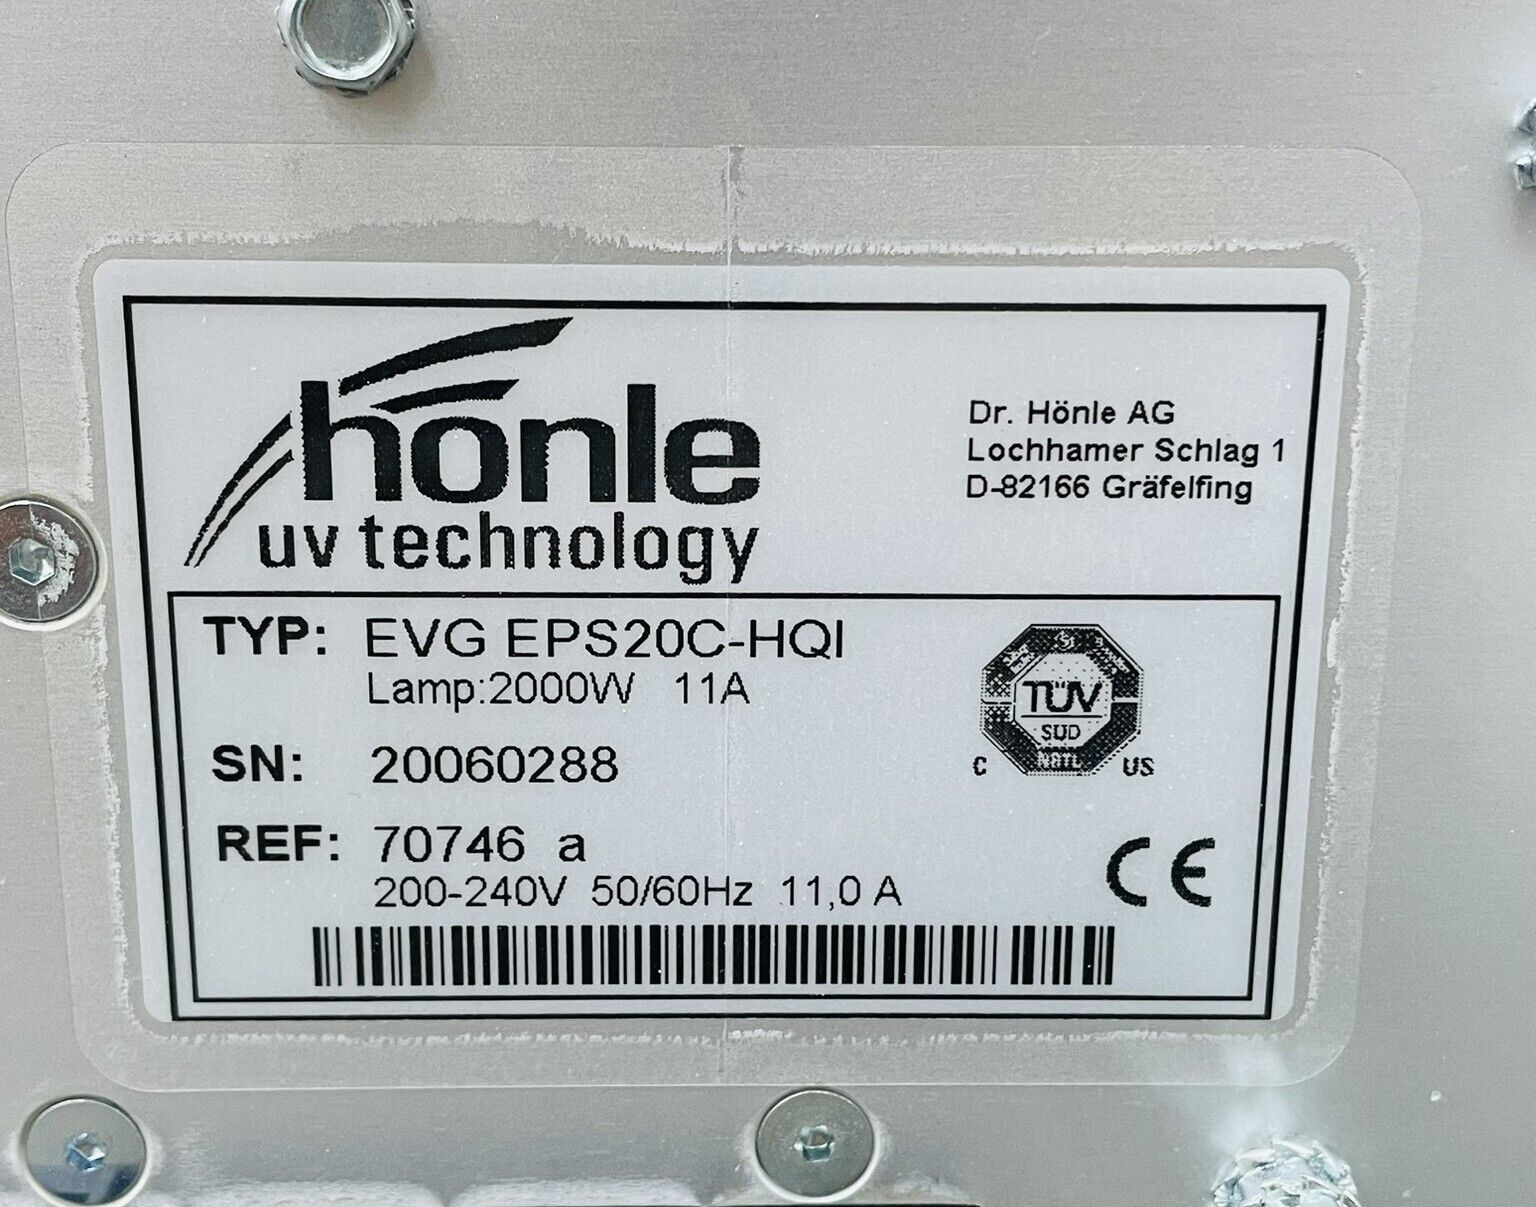 hönle
uv technology
Dr. Hönle AG
Lochhamer Schlag 1
D-82166 Gräfelfing
TYP: EVG EPS20C-HQI
Lamp:2000W 11A
TÜV
SÜD
NRTL
C US
SN: 20060288
REF: 70746 a
200-240V 50/60Hz 11,0 A
CE